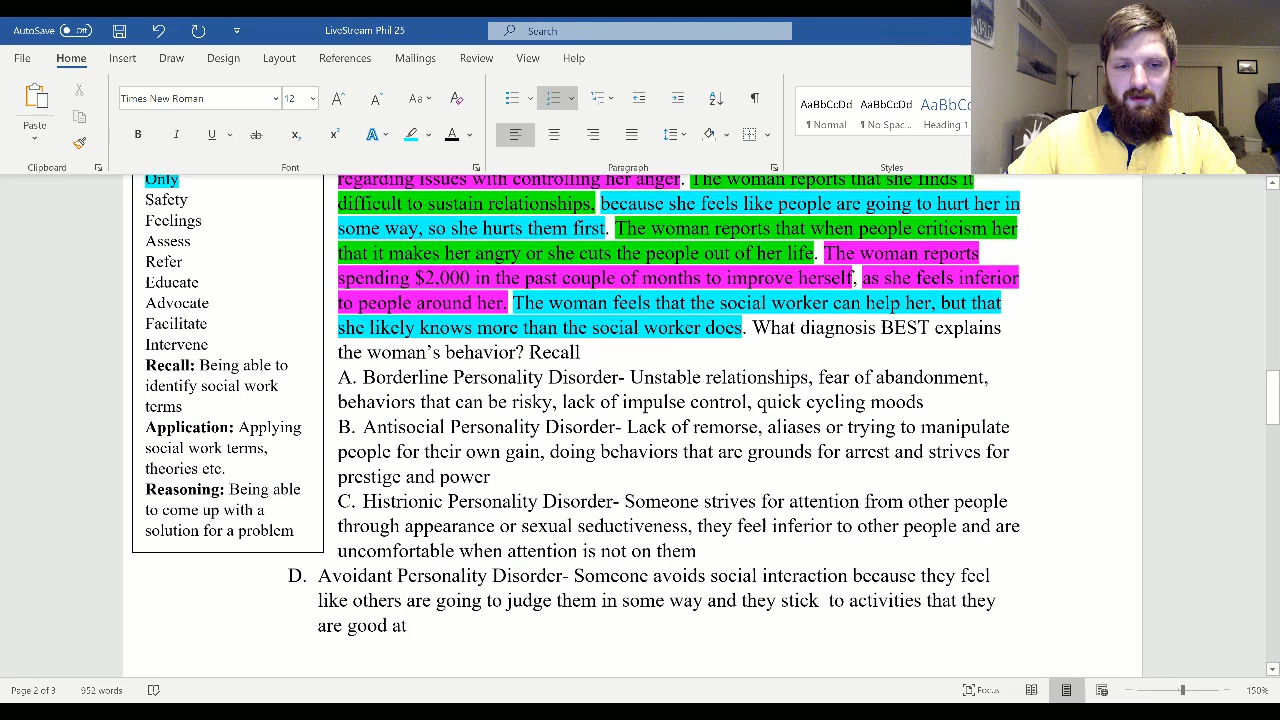 AutoSave Off LiveStream Phil 25 Search
File Home Insert Draw Design Layout References Mailings Review View Help
Times New Roman 12 AaBbCcDd AaBbCcDd AaBbCc
Paste ¶ Normal ¶ No Spac... Heading 1
Clipboard Font Paragraph Styles
Only
Safety
Feelings
Assess
Refer
Educate
Advocate
Facilitate
Intervene
Recall: Being able to
identify social work
terms
Application: Applying
social work terms,
theories etc.
Reasoning: Being able
to come up with a
solution for a problem
regarding issues with controlling her anger. The woman reports that she finds it
difficult to sustain relationships, because she feels like people are going to hurt her in
some way, so she hurts them first. The woman reports that when people criticism her
that it makes her angry or she cuts the people out of her life. The woman reports
spending $2,000 in the past couple of months to improve herself, as she feels inferior
to people around her. The woman feels that the social worker can help her, but that
she likely knows more than the social worker does. What diagnosis BEST explains
the woman's behavior? Recall
A. Borderline Personality Disorder- Unstable relationships, fear of abandonment,
behaviors that can be risky, lack of impulse control, quick cycling moods
B. Antisocial Personality Disorder- Lack of remorse, aliases or trying to manipulate
people for their own gain, doing behaviors that are grounds for arrest and strives for
prestige and power
C. Histrionic Personality Disorder- Someone strives for attention from other people
through appearance or sexual seductiveness, they feel inferior to other people and are
uncomfortable when attention is not on them
D. Avoidant Personality Disorder- Someone avoids social interaction because they feel
like others are going to judge them in some way and they stick to activities that they
are good at
Page 2 of 3 952 words Focus 150%